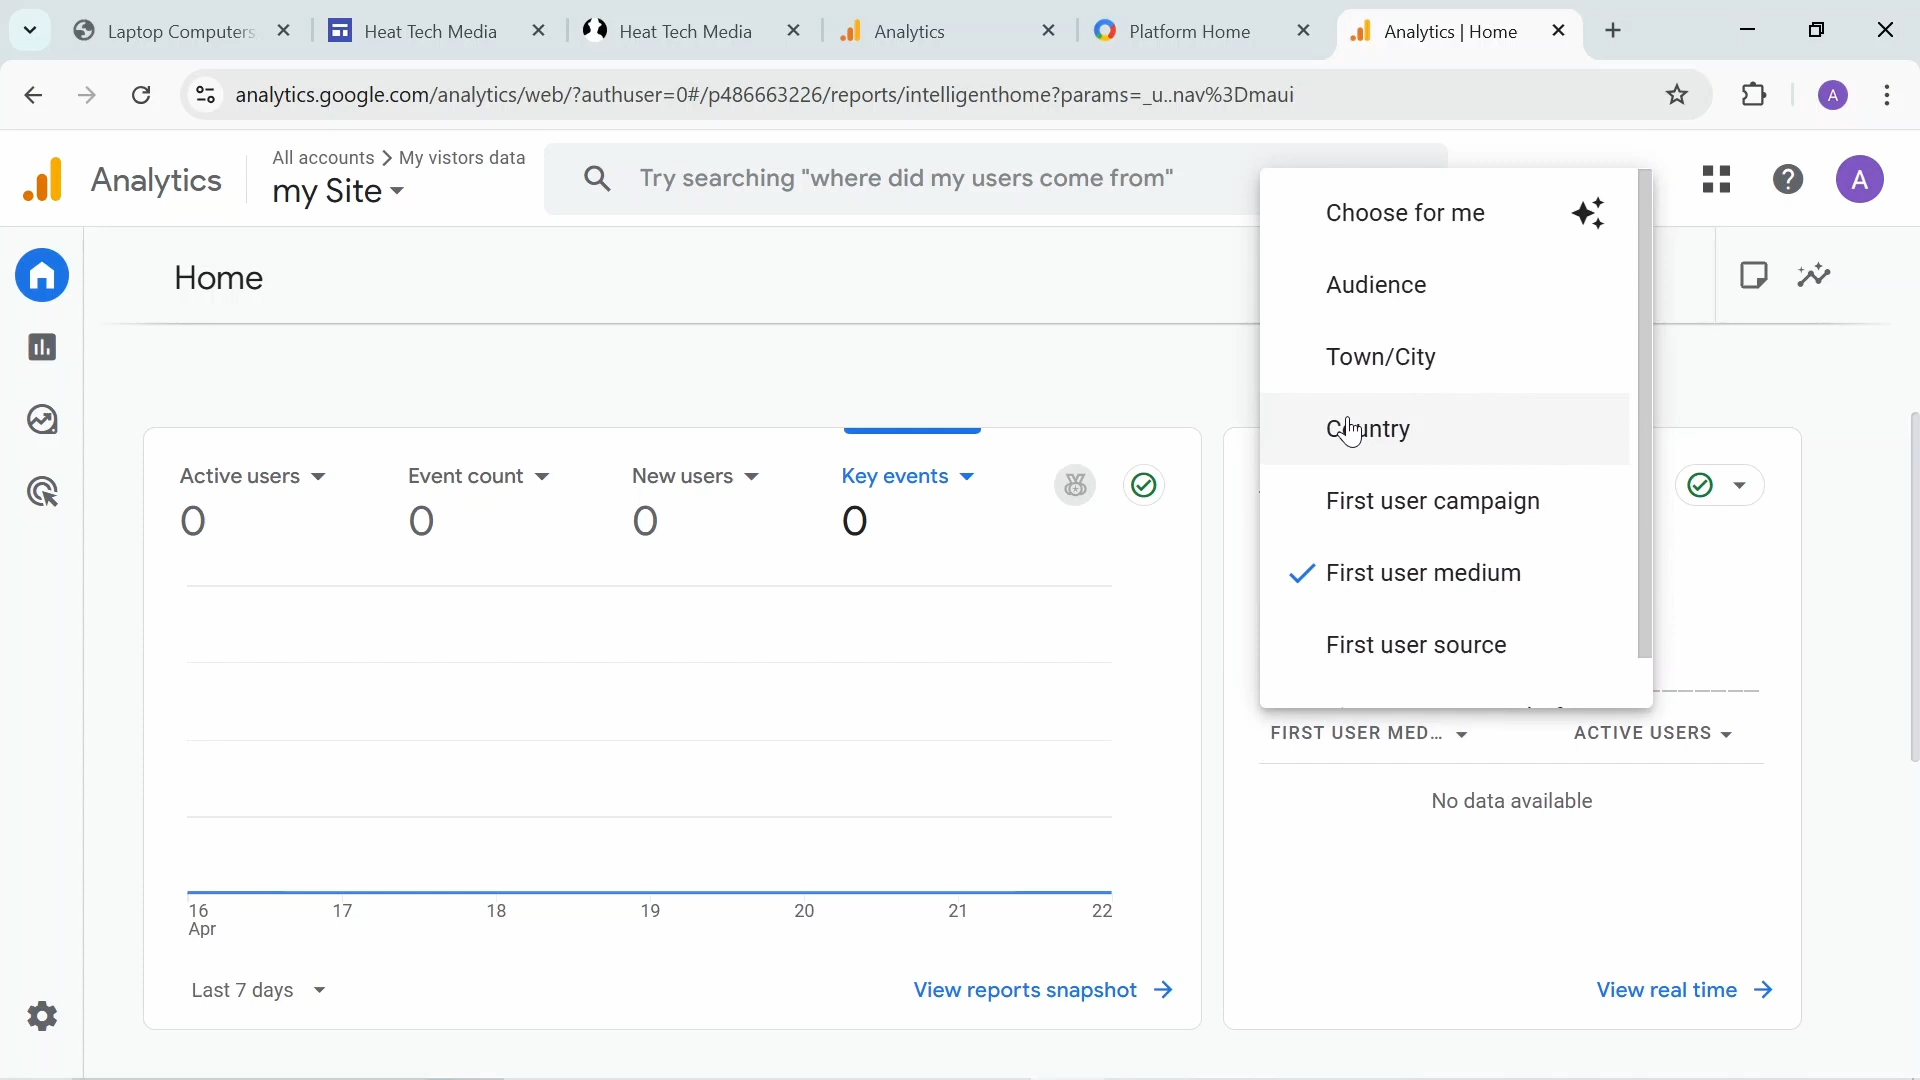 Laptop Computers
Heat Tech Media
Heat Tech Media
Analytics
Platform Home
Analytics | Home
analytics.google.com/analytics/web/?authuser=0#/p486663226/reports/intelligenthome?params=_u..nav%3Dmaui
A
Analytics
All accounts > My vistors data
my Site
Try searching "where did my users come from"
A
Home
Choose for me
Audience
Town/City
Country
First user campaign
First user medium
First user source
Active users
0
Event count
0
New users
0
Key events
0
16
Apr
17
18
19
20
21
22
Last 7 days
View reports snapshot
FIRST USER MED...
ACTIVE USERS
No data available
View real time